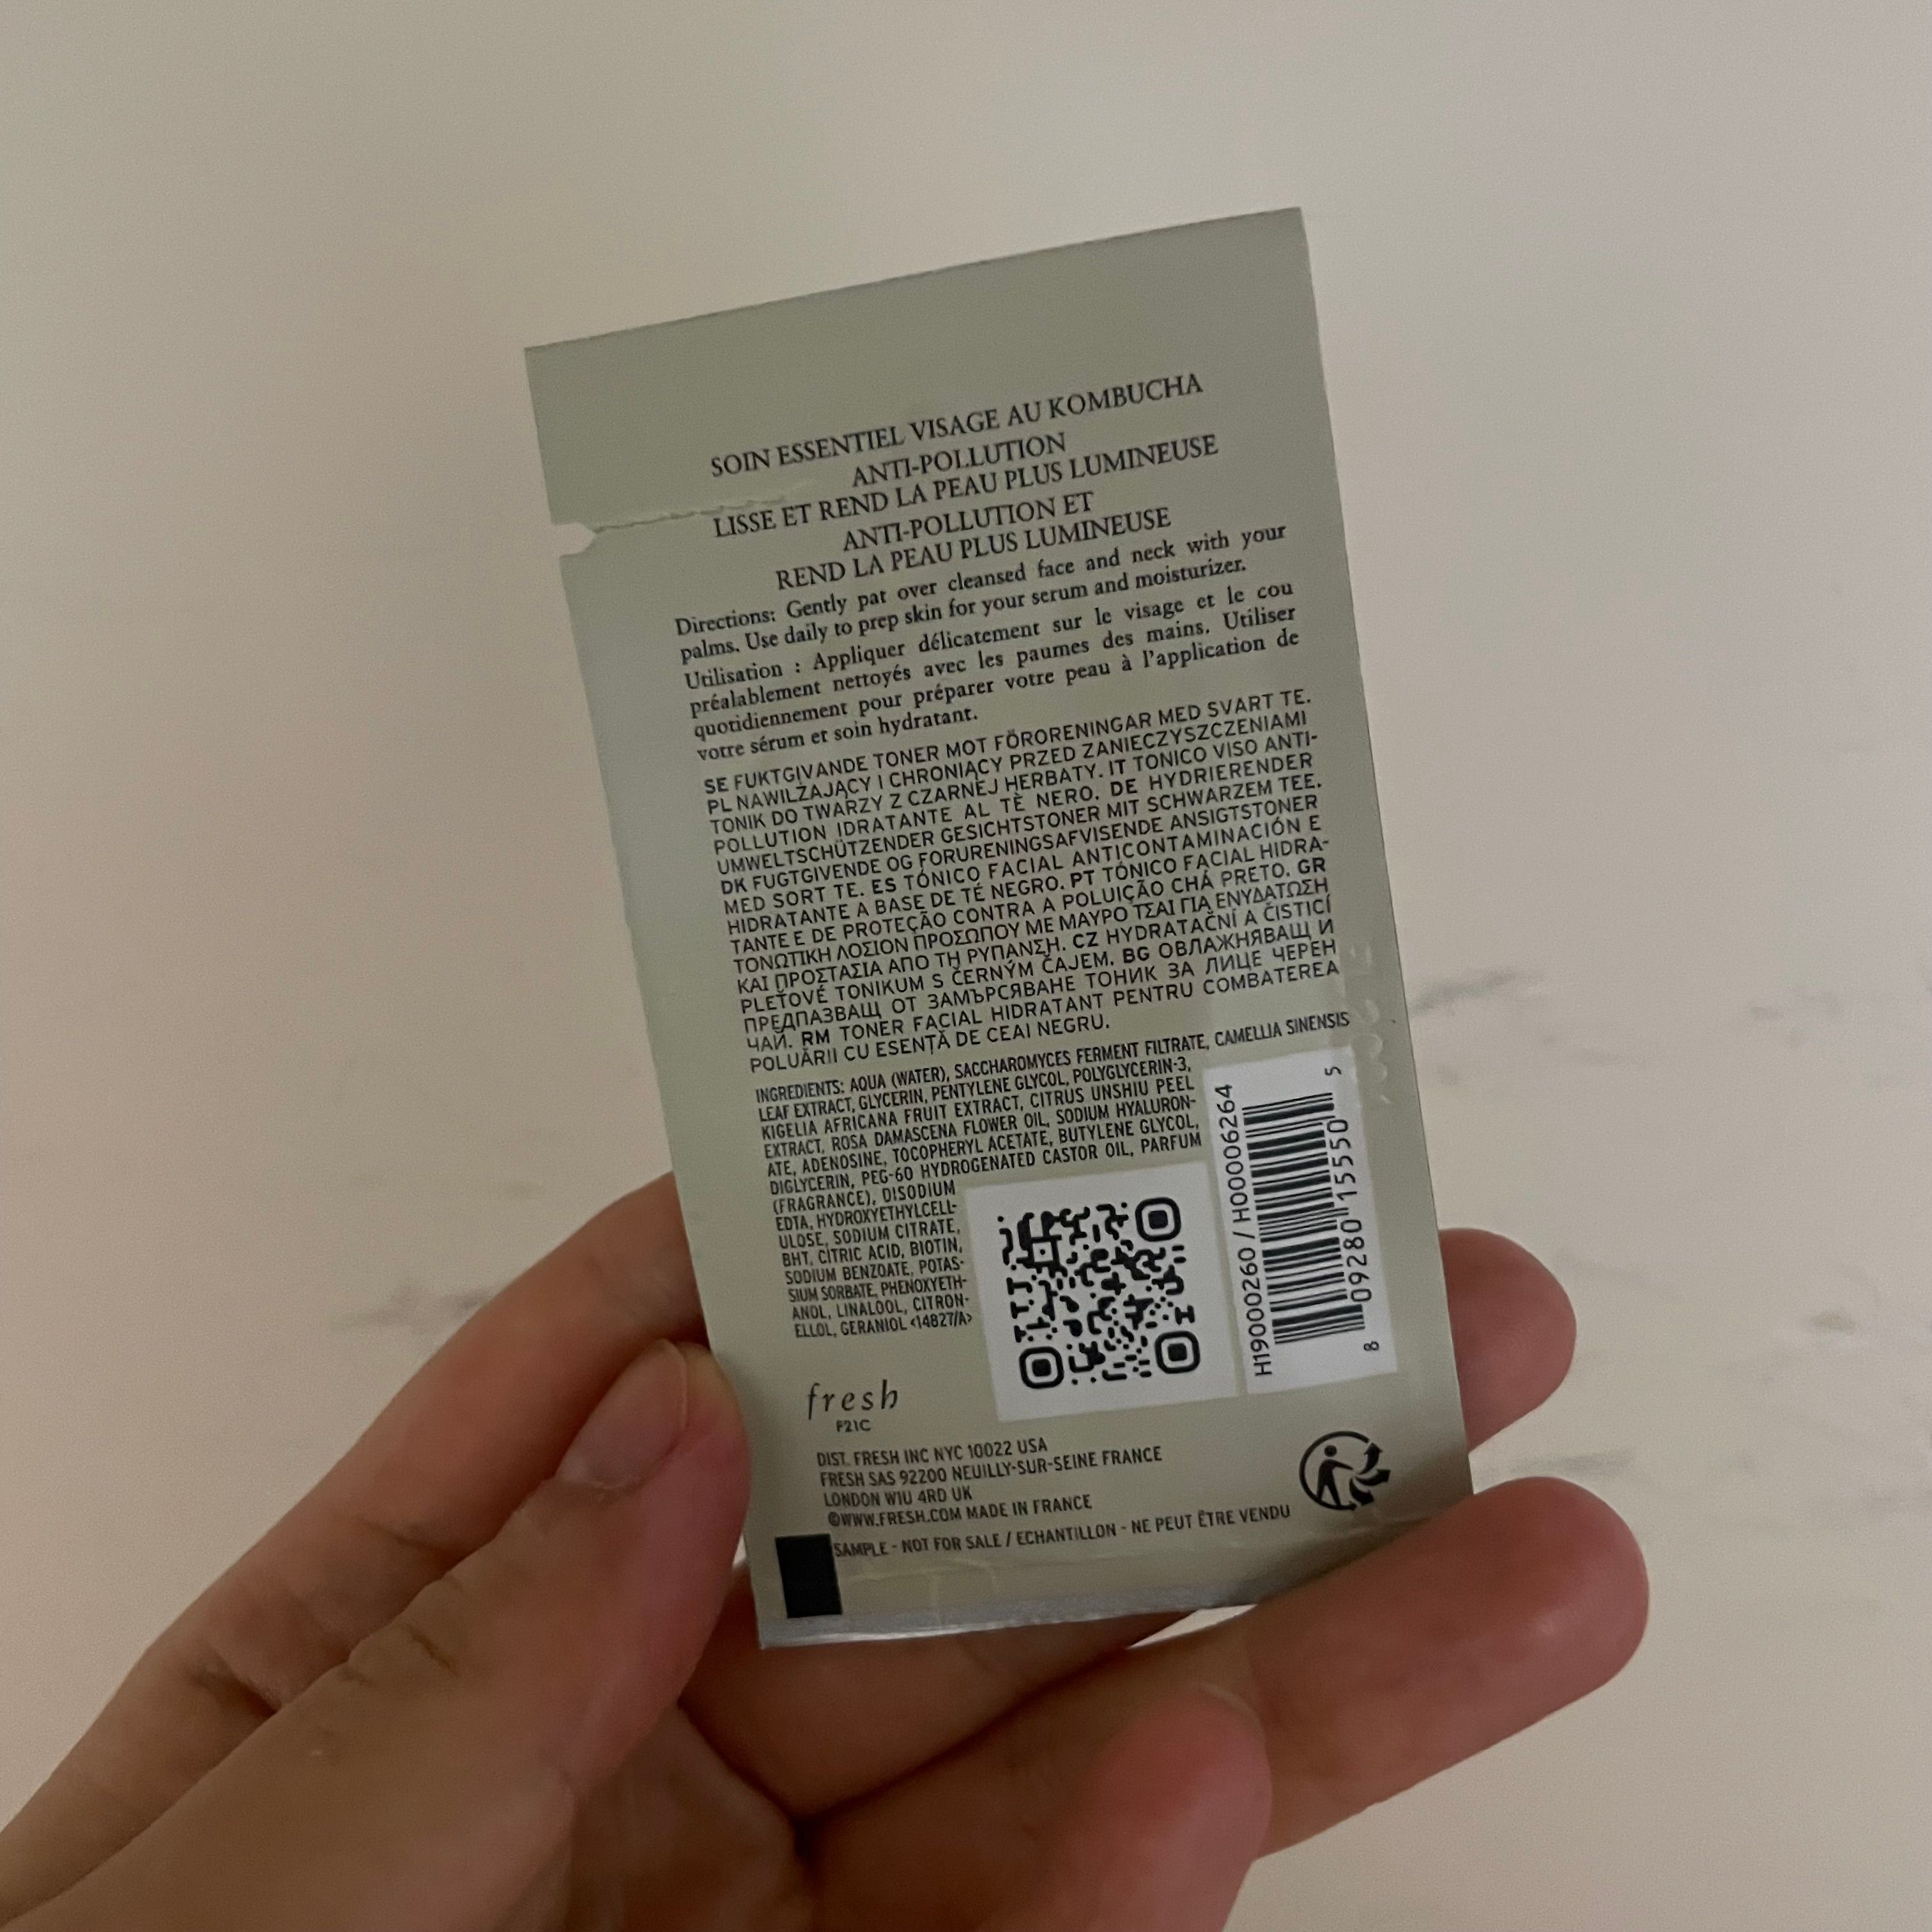 SOIN ESSENTIEL VISAGE AU KOMBUCHA
ANTI-POLLUTION
LISSE ET REND LA PEAU PLUS LUMINEUSE
ANTI-POLLUTION ET
REND LA PEAU PLUS LUMINEUSE
Directions: Gently pat over cleansed face and neck with your
palms. Use daily to prep skin for your serum and moisturizer.
Utilisation : Appliquer délicatement sur le visage et le cou
préalablement nettoyés avec les paumes des mains. Utiliser
quotidiennement pour préparer votre peau à l'application de
votre sérum et soin hydratant.
SE FUKTGIVANDE TONER MOT FÖRORENINGAR MED SVART TE.
PL NAWILŻAJĄCY I CHRONIĄCY PRZED ZANIECZYSZCZENIAMI
TONIK DO TWARZY Z CZARNEJ HERBATY. IT TONICO VISO ANTI-
POLLUTION IDRATANTE AL TÈ NERO. DE HYDRIERENDER
UMWELTSCHÜTZENDER GESICHTSTONER MIT SCHWARZEM TEE.
DK FUGTGIVENDE OG FORURENINGSAFVISENDE ANSIGTSTONER
MED SORT TE. ES TÓNICO FACIAL ANTICONTAMINACIÓN E
HIDRATANTE A BASE DE TÉ NEGRO. PT TÓNICO FACIAL HIDRA-
TANTE E DE PROTEÇÃO CONTRA A POLUIÇÃO CHÁ PRETO. GR
ΤΟΝΩΤΙΚΗ ΛΟΣΙΟΝ ΠΡΟΣΩΠΟΥ ΜΕ ΜΑΥΡΟ ΤΣΑΙ ΓΙΑ ΕΝΥΔΑΤΩΣΗ
ΚΑΙ ΠΡΟΣΤΑΣΙΑ ΑΠΟ ΤΗ ΡΥΠΑΝΣΗ. CZ HYDRATAČNÍ A ČISTICÍ
PLEŤOVÉ TONIKUM S ČERNÝM ČAJEM. BG ОВЛАЖНЯВАЩ И
ПРЕДПАЗВАЩ ОТ ЗАМЪРСЯВАНЕ ТОНИК ЗА ЛИЦЕ ЧЕРЕН
ЧАЙ. RM TONER FACIAL HIDRATANT PENTRU COMBATEREA
POLUĂRII CU ESENȚĂ DE CEAI NEGRU.
INGREDIENTS: AQUA (WATER), SACCHAROMYCES FERMENT FILTRATE, CAMELLIA SINENSIS
LEAF EXTRACT, GLYCERIN, PENTYLENE GLYCOL, POLYGLYCERIN-3,
KIGELIA AFRICANA FRUIT EXTRACT, CITRUS UNSHIU PEEL
EXTRACT, ROSA DAMASCENA FLOWER OIL, SODIUM HYALURON-
ATE, ADENOSINE, TOCOPHERYL ACETATE, BUTYLENE GLYCOL,
DIGLYCERIN, PEG-60 HYDROGENATED CASTOR OIL, PARFUM
(FRAGRANCE), DISODIUM
EDTA, HYDROXYETHYLCELL-
ULOSE, SODIUM CITRATE,
BHT, CITRIC ACID, BIOTIN,
SODIUM BENZOATE, POTAS-
SIUM SORBATE, PHENOXYETH-
ANOL, LINALOOL, CITRON-
ELLOL, GERANIOL <14827/A>
H19000260 / H00006264
8 09280 15550 5
fresh
F21C
DIST. FRESH INC NYC 10022 USA
FRESH SAS 92200 NEUILLY-SUR-SEINE FRANCE
LONDON W1U 4RD UK
©WWW.FRESH.COM MADE IN FRANCE
SAMPLE - NOT FOR SALE / ECHANTILLON - NE PEUT ÊTRE VENDU